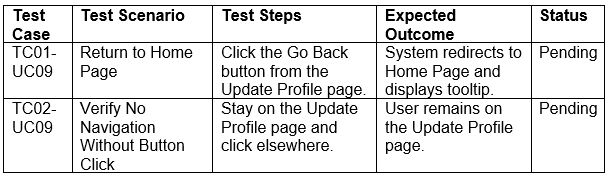 Test Case | Test Scenario | Test Steps | Expected Outcome | Status
TC01-UC09 | Return to Home Page | Click the Go Back button from the Update Profile page. | System redirects to Home Page and displays tooltip. | Pending
TC02-UC09 | Verify No Navigation Without Button Click | Stay on the Update Profile page and click elsewhere. | User remains on the Update Profile page. | Pending